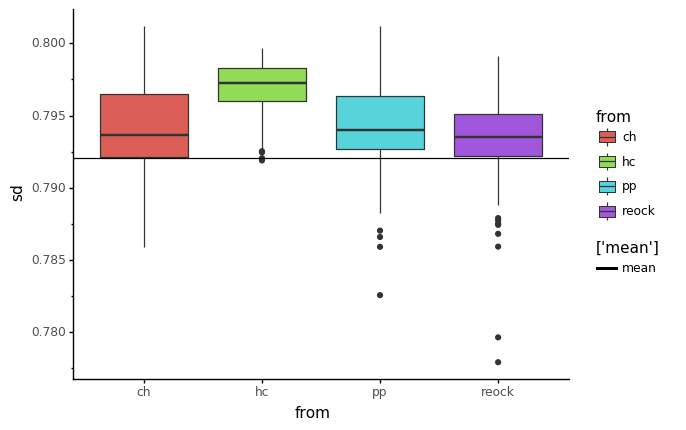 0.800
0.795
0.790
0.785
0.780
sd
ch
hc
pp
reock
from
from
ch
hc
pp
reock
['mean']
mean